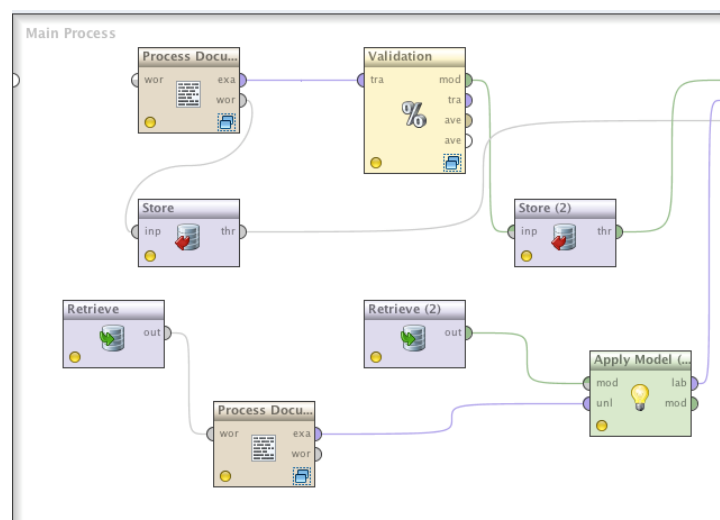 Main Process
Process Docu...
wor exa
wor
Validation
%
tra mod
tra
ave
ave
Store
inp thr
Store (2)
inp thr
Retrieve
out
Retrieve (2)
out
Apply Model (...
mod lab
unl mod
Process Docu...
wor exa
wor